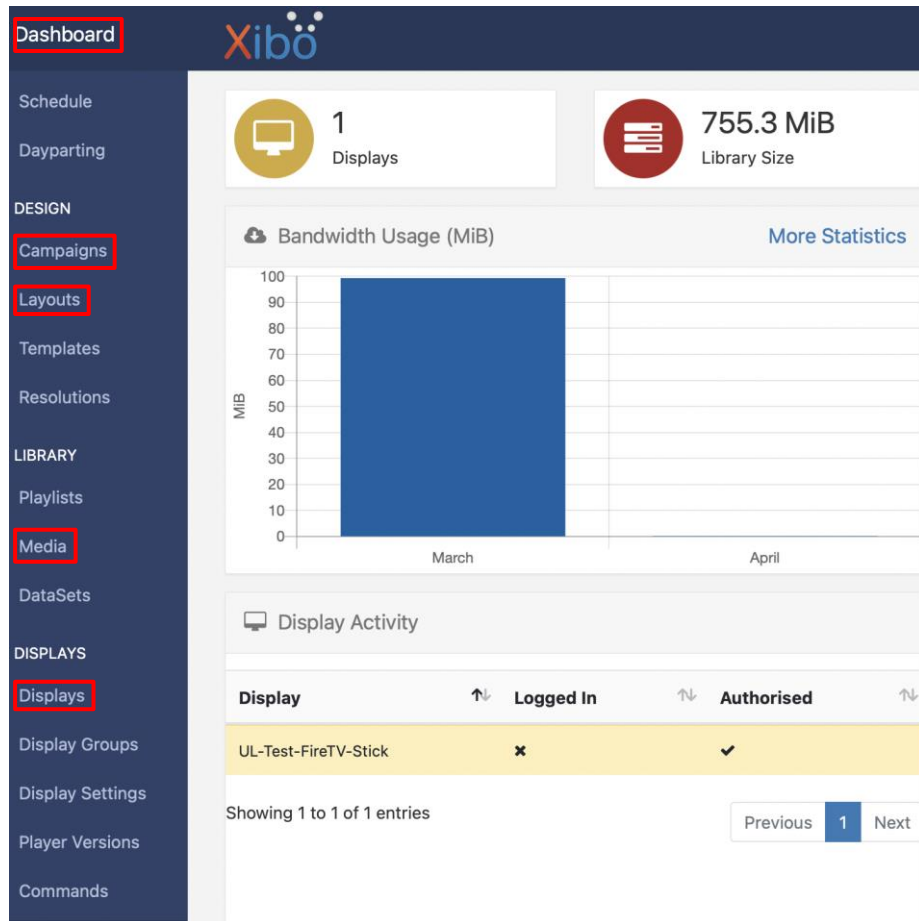 Dashboard
Xibo
Schedule
Dayparting
DESIGN
Campaigns
Layouts
Templates
Resolutions
LIBRARY
Playlists
Media
DataSets
DISPLAYS
Displays
Display Groups
Display Settings
Player Versions
Commands
1
Displays
755.3 MiB
Library Size
Bandwidth Usage (MiB)
More Statistics
MiB
100
90
80
70
60
50
40
30
20
10
0
March
April
Display Activity
Display
Logged In
Authorised
UL-Test-FireTV-Stick
Showing 1 to 1 of 1 entries
Previous
1
Next